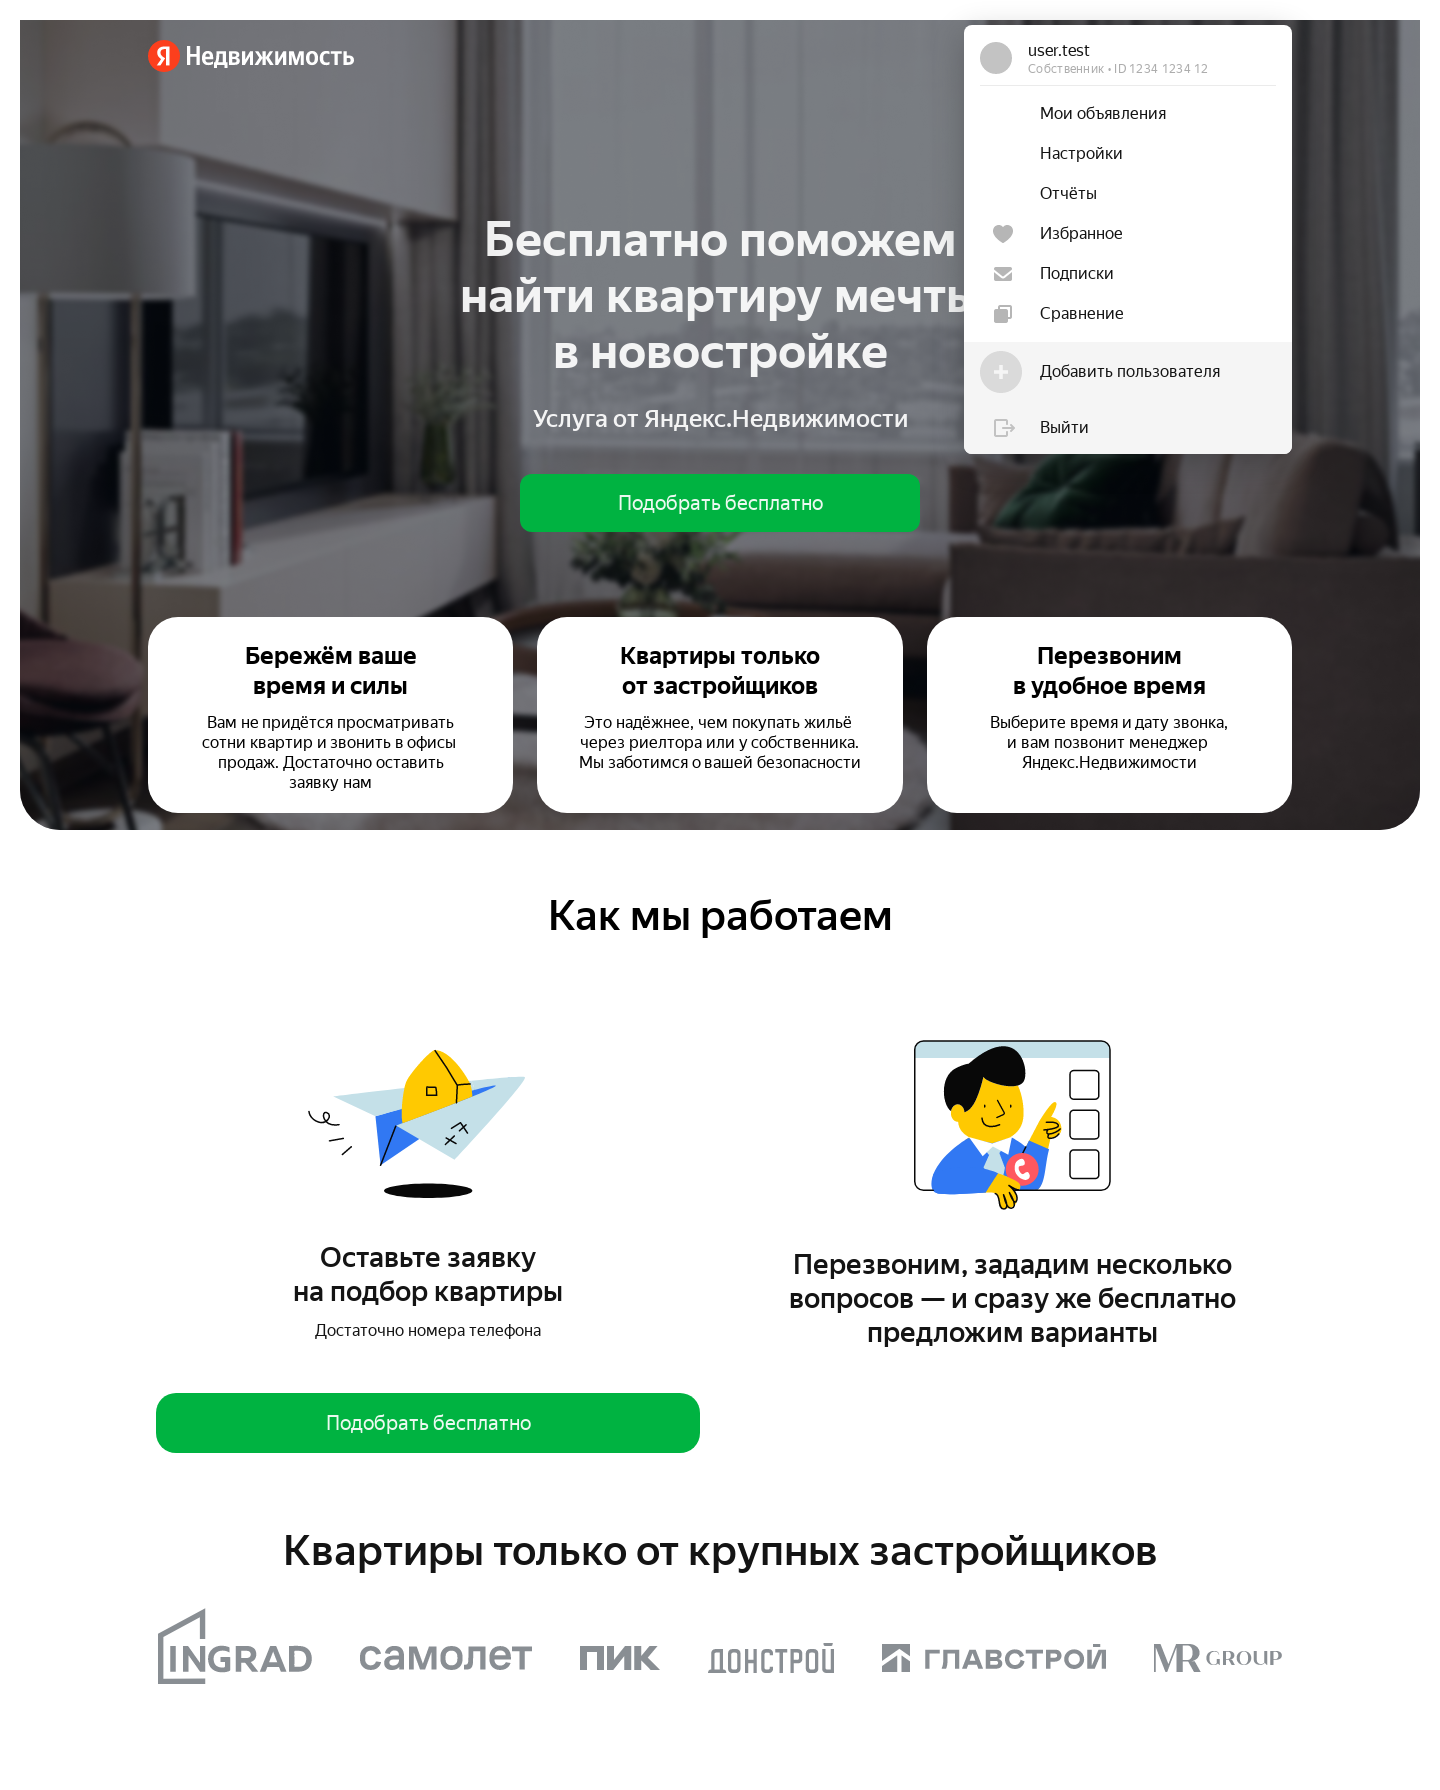 Я Недвижимость
user.test
Собственник • ID 1234 1234 12
Мои объявления
Настройки
Отчёты
Избранное
Подписки
Сравнение
Добавить пользователя
Выйти
Бесплатно поможем
найти квартиру мечты
в новостройке
Услуга от Яндекс.Недвижимости
Подобрать бесплатно
Бережём ваше
время и силы
Вам не придётся просматривать
сотни квартир и звонить в офисы
продаж. Достаточно оставить
заявку нам
Квартиры только
от застройщиков
Это надёжнее, чем покупать жильё
через риелтора или у собственника.
Мы заботимся о вашей безопасности
Перезвоним
в удобное время
Выберите время и дату звонка,
и вам позвонит менеджер
Яндекс.Недвижимости
Как мы работаем
Оставьте заявку
на подбор квартиры
Достаточно номера телефона
Подобрать бесплатно
Перезвоним, зададим несколько
вопросов — и сразу же бесплатно
предложим варианты
Квартиры только от крупных застройщиков
INGRAD
самолет
ПИК
ДОНСТРОЙ
ГЛАВСТРОЙ
MR GROUP